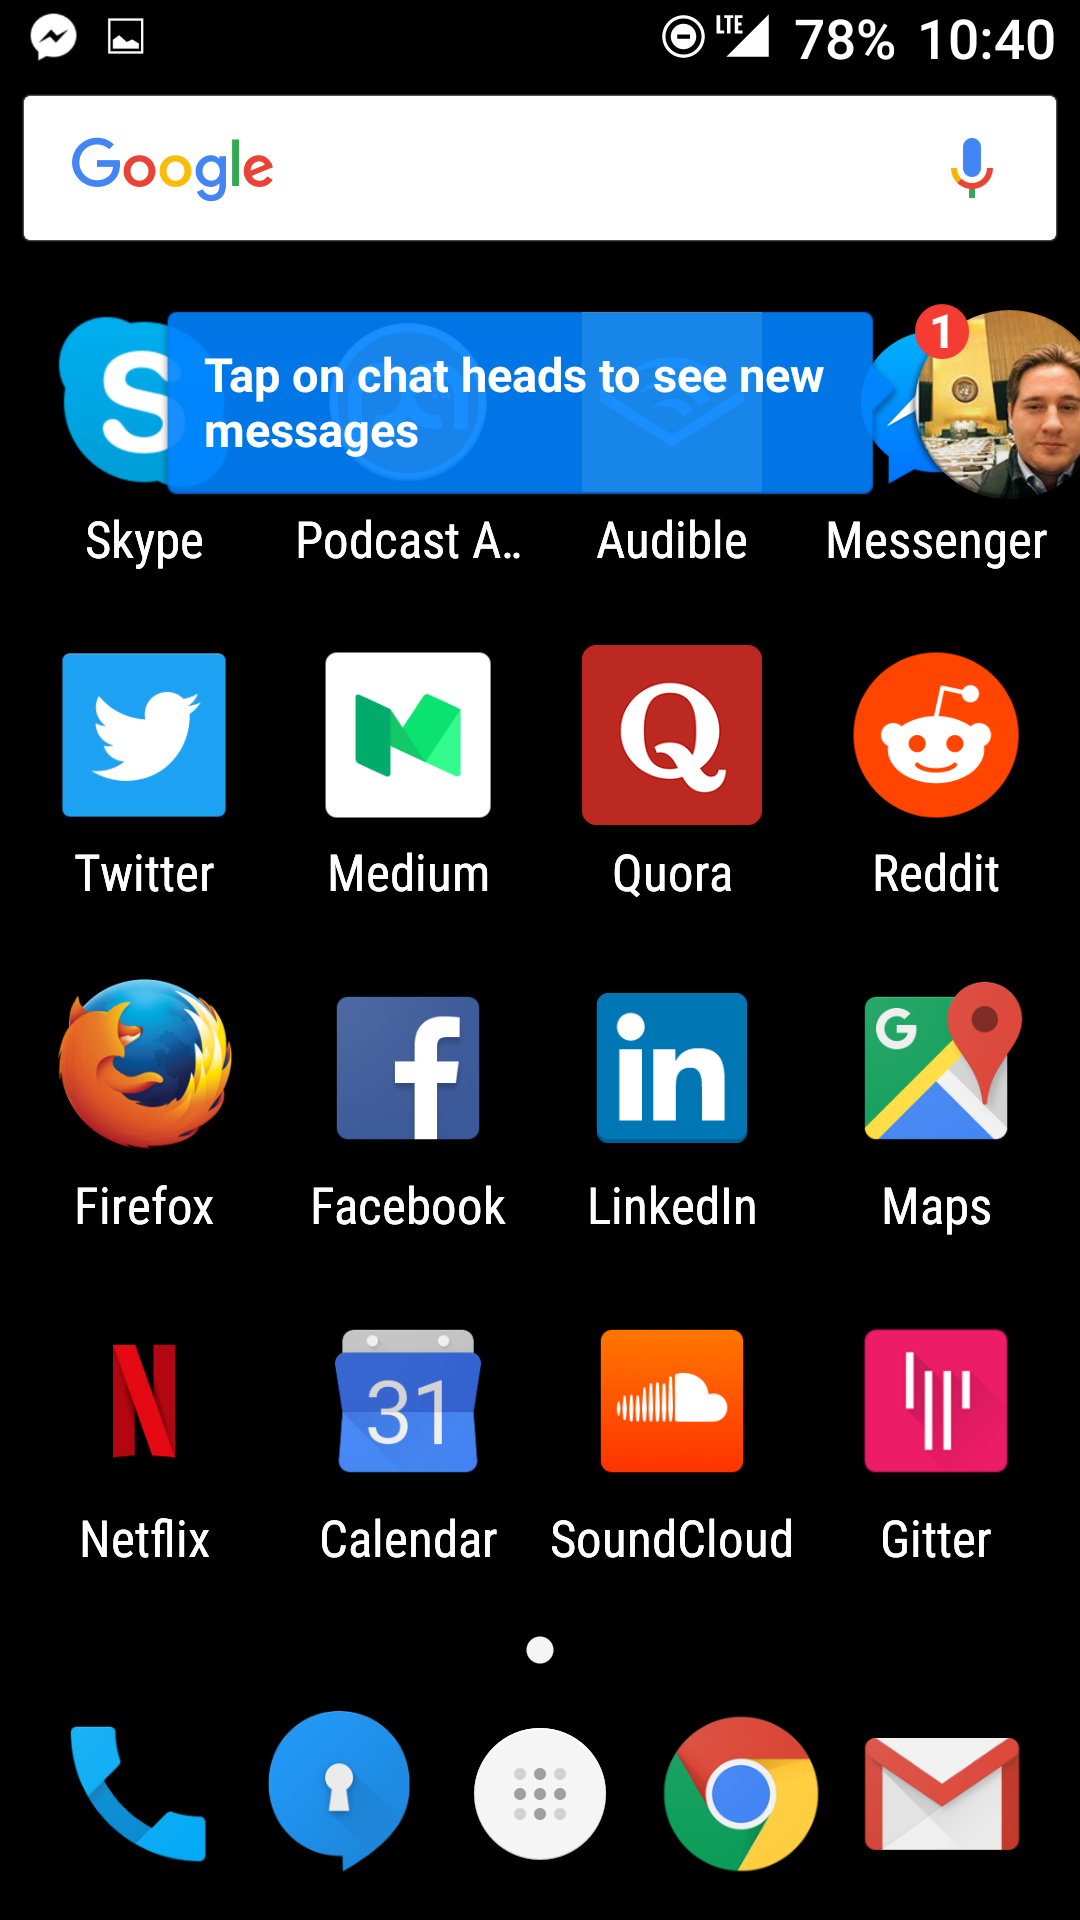 LTE 78% 10:40
Google
1
Tap on chat heads to see new
messages
Skype Podcast A.. Audible Messenger
Twitter Medium Quora Reddit
G
Firefox Facebook LinkedIn Maps
31
Netflix Calendar SoundCloud Gitter